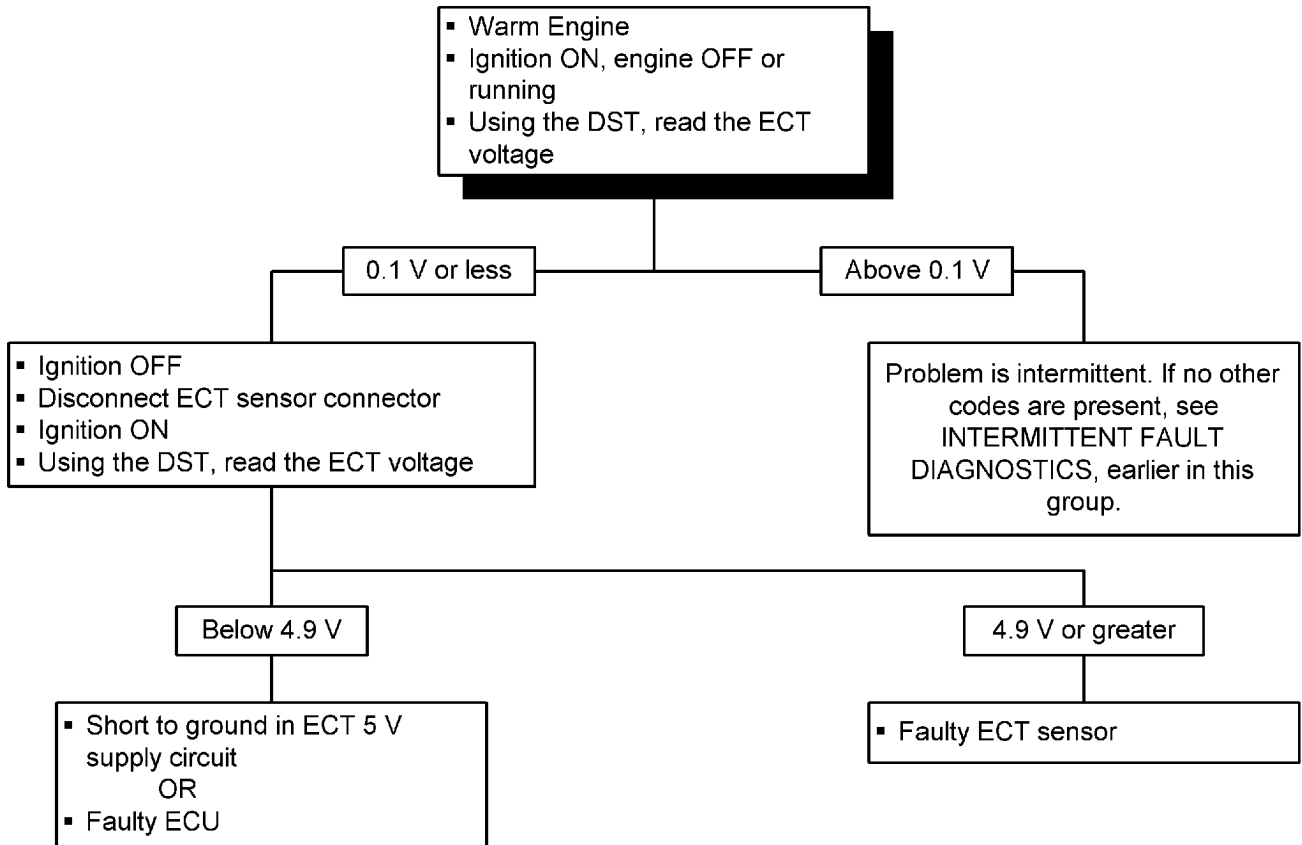 ▪ Warm Engine
▪ Ignition ON, engine OFF or
running
▪ Using the DST, read the ECT
voltage
0.1 V or less
Above 0.1 V
▪ Ignition OFF
▪ Disconnect ECT sensor connector
▪ Ignition ON
▪ Using the DST, read the ECT voltage
Problem is intermittent. If no other
codes are present, see
INTERMITTENT FAULT
DIAGNOSTICS, earlier in this
group.
Below 4.9 V
4.9 V or greater
▪ Short to ground in ECT 5 V
supply circuit
OR
▪ Faulty ECU
▪ Faulty ECT sensor